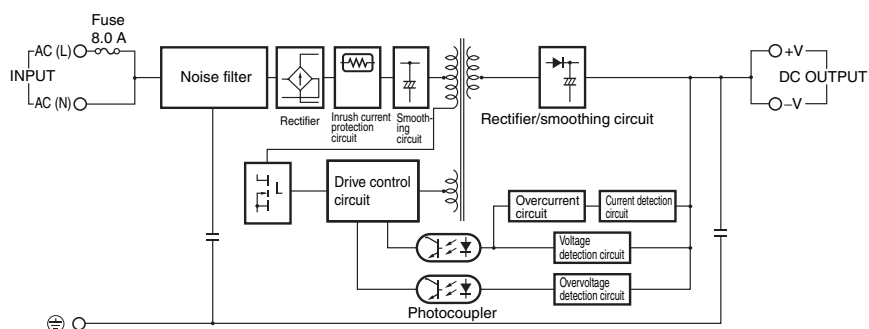 Fuse
8.0 A
AC (L)
INPUT
AC (N)
Noise filter
Rectifier
Inrush current
protection
circuit
Smooth-
ing
circuit
Rectifier/smoothing circuit
+V
DC OUTPUT
–V
Drive control
circuit
Overcurrent
circuit
Current detection
circuit
Voltage
detection circuit
Overvoltage
detection circuit
Photocoupler